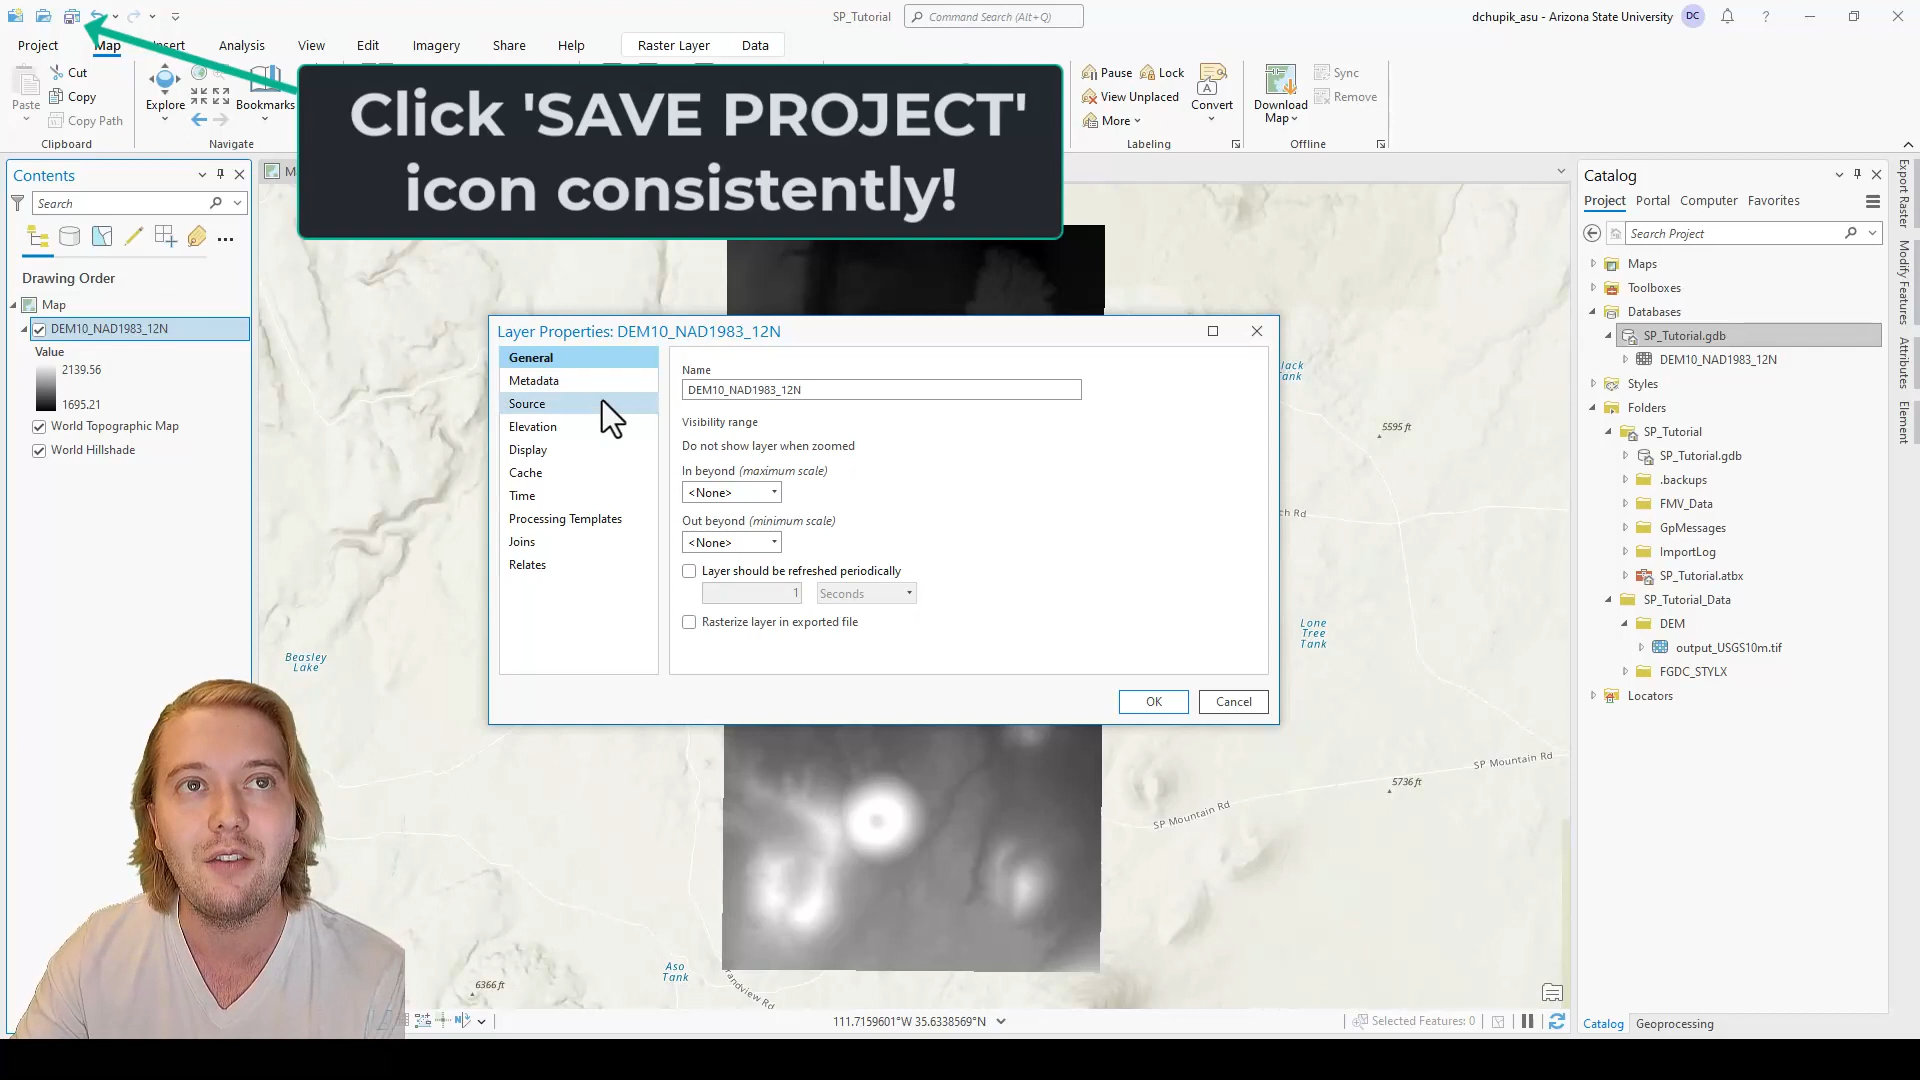 SP_Tutorial
Command Search (Alt+Q)
dchupik_asu - Arizona State University
DC
?
Project
Map
Insert
Analysis
View
Edit
Imagery
Share
Help
Raster Layer
Data
Paste
Cut
Copy
Copy Path
Clipboard
Explore
Bookmarks
Navigate
Click 'SAVE PROJECT'
icon consistently!
Pause
Lock
View Unplaced
More
Convert
Labeling
Download
Map
Sync
Remove
Offline
Contents
Search
Drawing Order
Map
DEM10_NAD1983_12N
Value
2139.56
1695.21
World Topographic Map
World Hillshade
Layer Properties: DEM10_NAD1983_12N
General
Metadata
Source
Elevation
Display
Cache
Time
Processing Templates
Joins
Relates
Name
DEM10_NAD1983_12N
Visibility range
Do not show layer when zoomed
In beyond (maximum scale)
<None>
Out beyond (minimum scale)
<None>
Layer should be refreshed periodically
1
Seconds
Rasterize layer in exported file
OK
Cancel
5595 ft
Lone
Tree
Tank
Beasley
Lake
SP Mountain Rd
5736 ft
SP Mountain Rd
Aso
Tank
6366 ft
111.7159601°W 35.6338569°N
Selected Features: 0
Catalog
Project
Portal
Computer
Favorites
Search Project
Maps
Toolboxes
Databases
SP_Tutorial.gdb
DEM10_NAD1983_12N
Styles
Folders
SP_Tutorial
SP_Tutorial.gdb
.backups
FMV_Data
GpMessages
ImportLog
SP_Tutorial.atbx
SP_Tutorial_Data
DEM
output_USGS10m.tif
FGDC_STYLX
Locators
Catalog
Geoprocessing
Export Raster
Modify Features
Attributes
Element